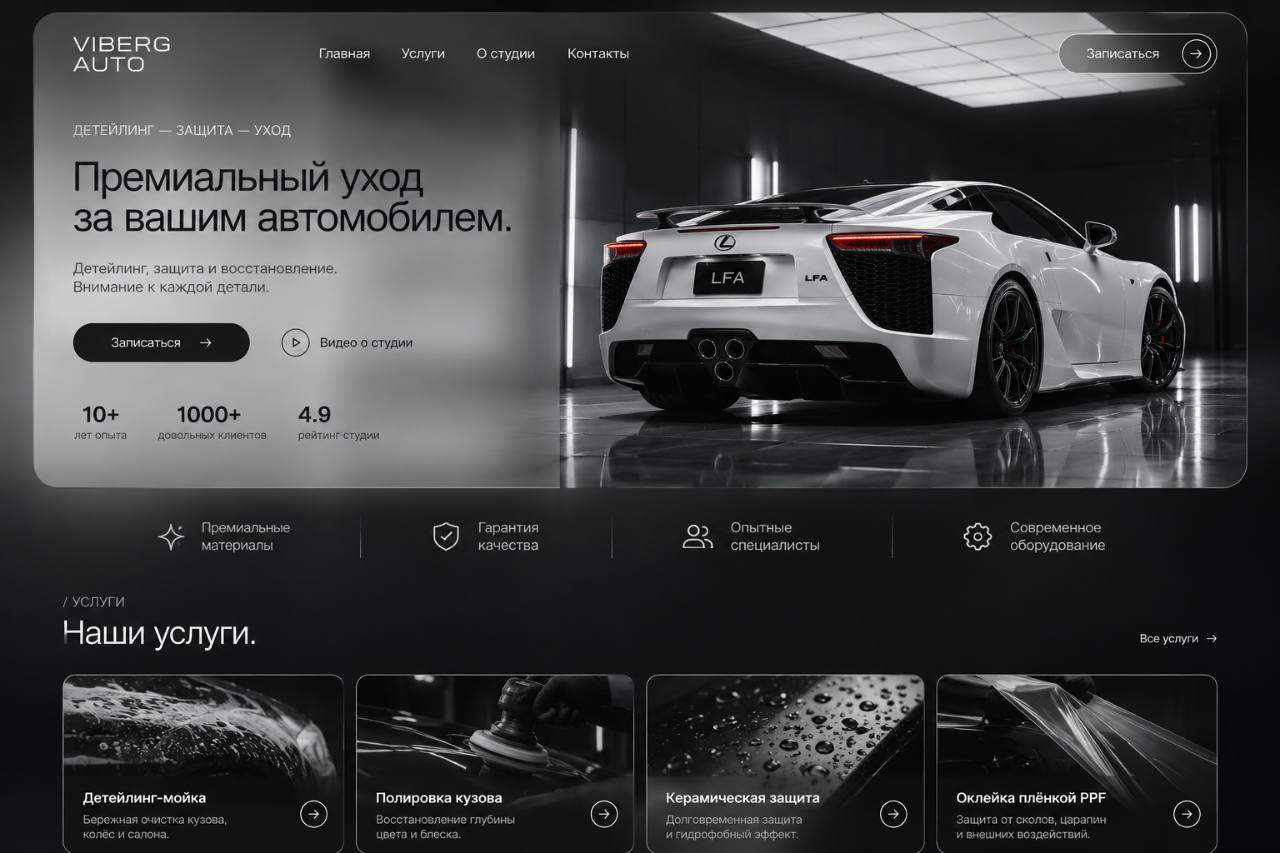 VIBERG
AUTO
Главная
Услуги
О студии
Контакты
Записаться
ДЕТЕЙЛИНГ — ЗАЩИТА — УХОД
Премиальный уход
за вашим автомобилем.
Детейлинг, защита и восстановление.
Внимание к каждой детали.
Записаться
Видео о студии
10+
лет опыта
1000+
довольных клиентов
4.9
рейтинг студии
LFA
LFA
Премиальные
материалы
Гарантия
качества
Опытные
специалисты
Современное
оборудование
/ УСЛУГИ
Наши услуги.
Все услуги
Детейлинг-мойка
Бережная очистка кузова,
колёс и салона.
Полировка кузова
Восстановление глубины
цвета и блеска.
Керамическая защита
Долговременная защита
и гидрофобный эффект.
Оклейка плёнкой PPF
Защита от сколов, царапин
и внешних воздействий.